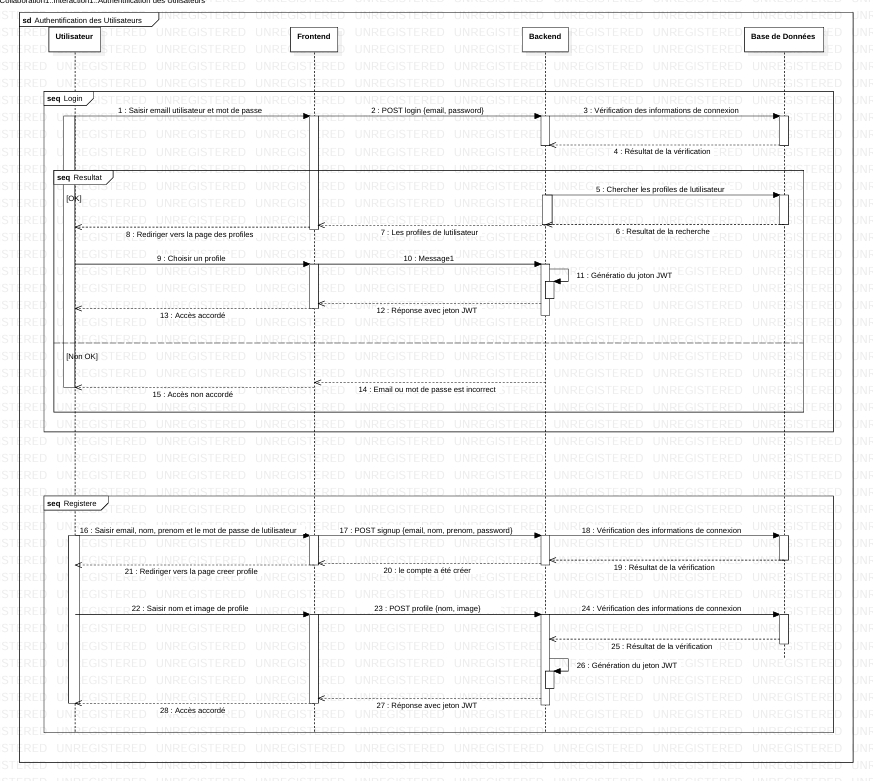 Collaboration1::Interaction1::Authentification des Utilisateurs
sd Authentification des Utilisateurs
Utilisateur
Frontend
Backend
Base de Données
seq Login
1 : Saisir emaill utilisateur et mot de passe
2 : POST login {email, password}
3 : Vérification des informations de connexion
4 : Résultat de la vérification
seq Resultat
[OK]
5 : Chercher les profiles de lutilisateur
6 : Resultat de la recherche
7 : Les profiles de lutilisateur
8 : Rediriger vers la page des profiles
9 : Choisir un profile
10 : Message1
11 : Génératio du joton JWT
12 : Réponse avec jeton JWT
13 : Accès accordé
[Non OK]
14 : Email ou mot de passe est incorrect
15 : Accès non accordé
seq Registere
16 : Saisir email, nom, prenom et le mot de passe de lutilisateur
17 : POST signup {email, nom, prenom, password}
18 : Vérification des informations de connexion
19 : Résultat de la vérification
20 : le compte a été créer
21 : Rediriger vers la page creer profile
22 : Saisir nom et image de profile
23 : POST profile {nom, image}
24 : Vérification des informations de connexion
25 : Résultat de la vérification
26 : Génération du jeton JWT
27 : Réponse avec jeton JWT
28 : Accès accordé
UNREGISTERED